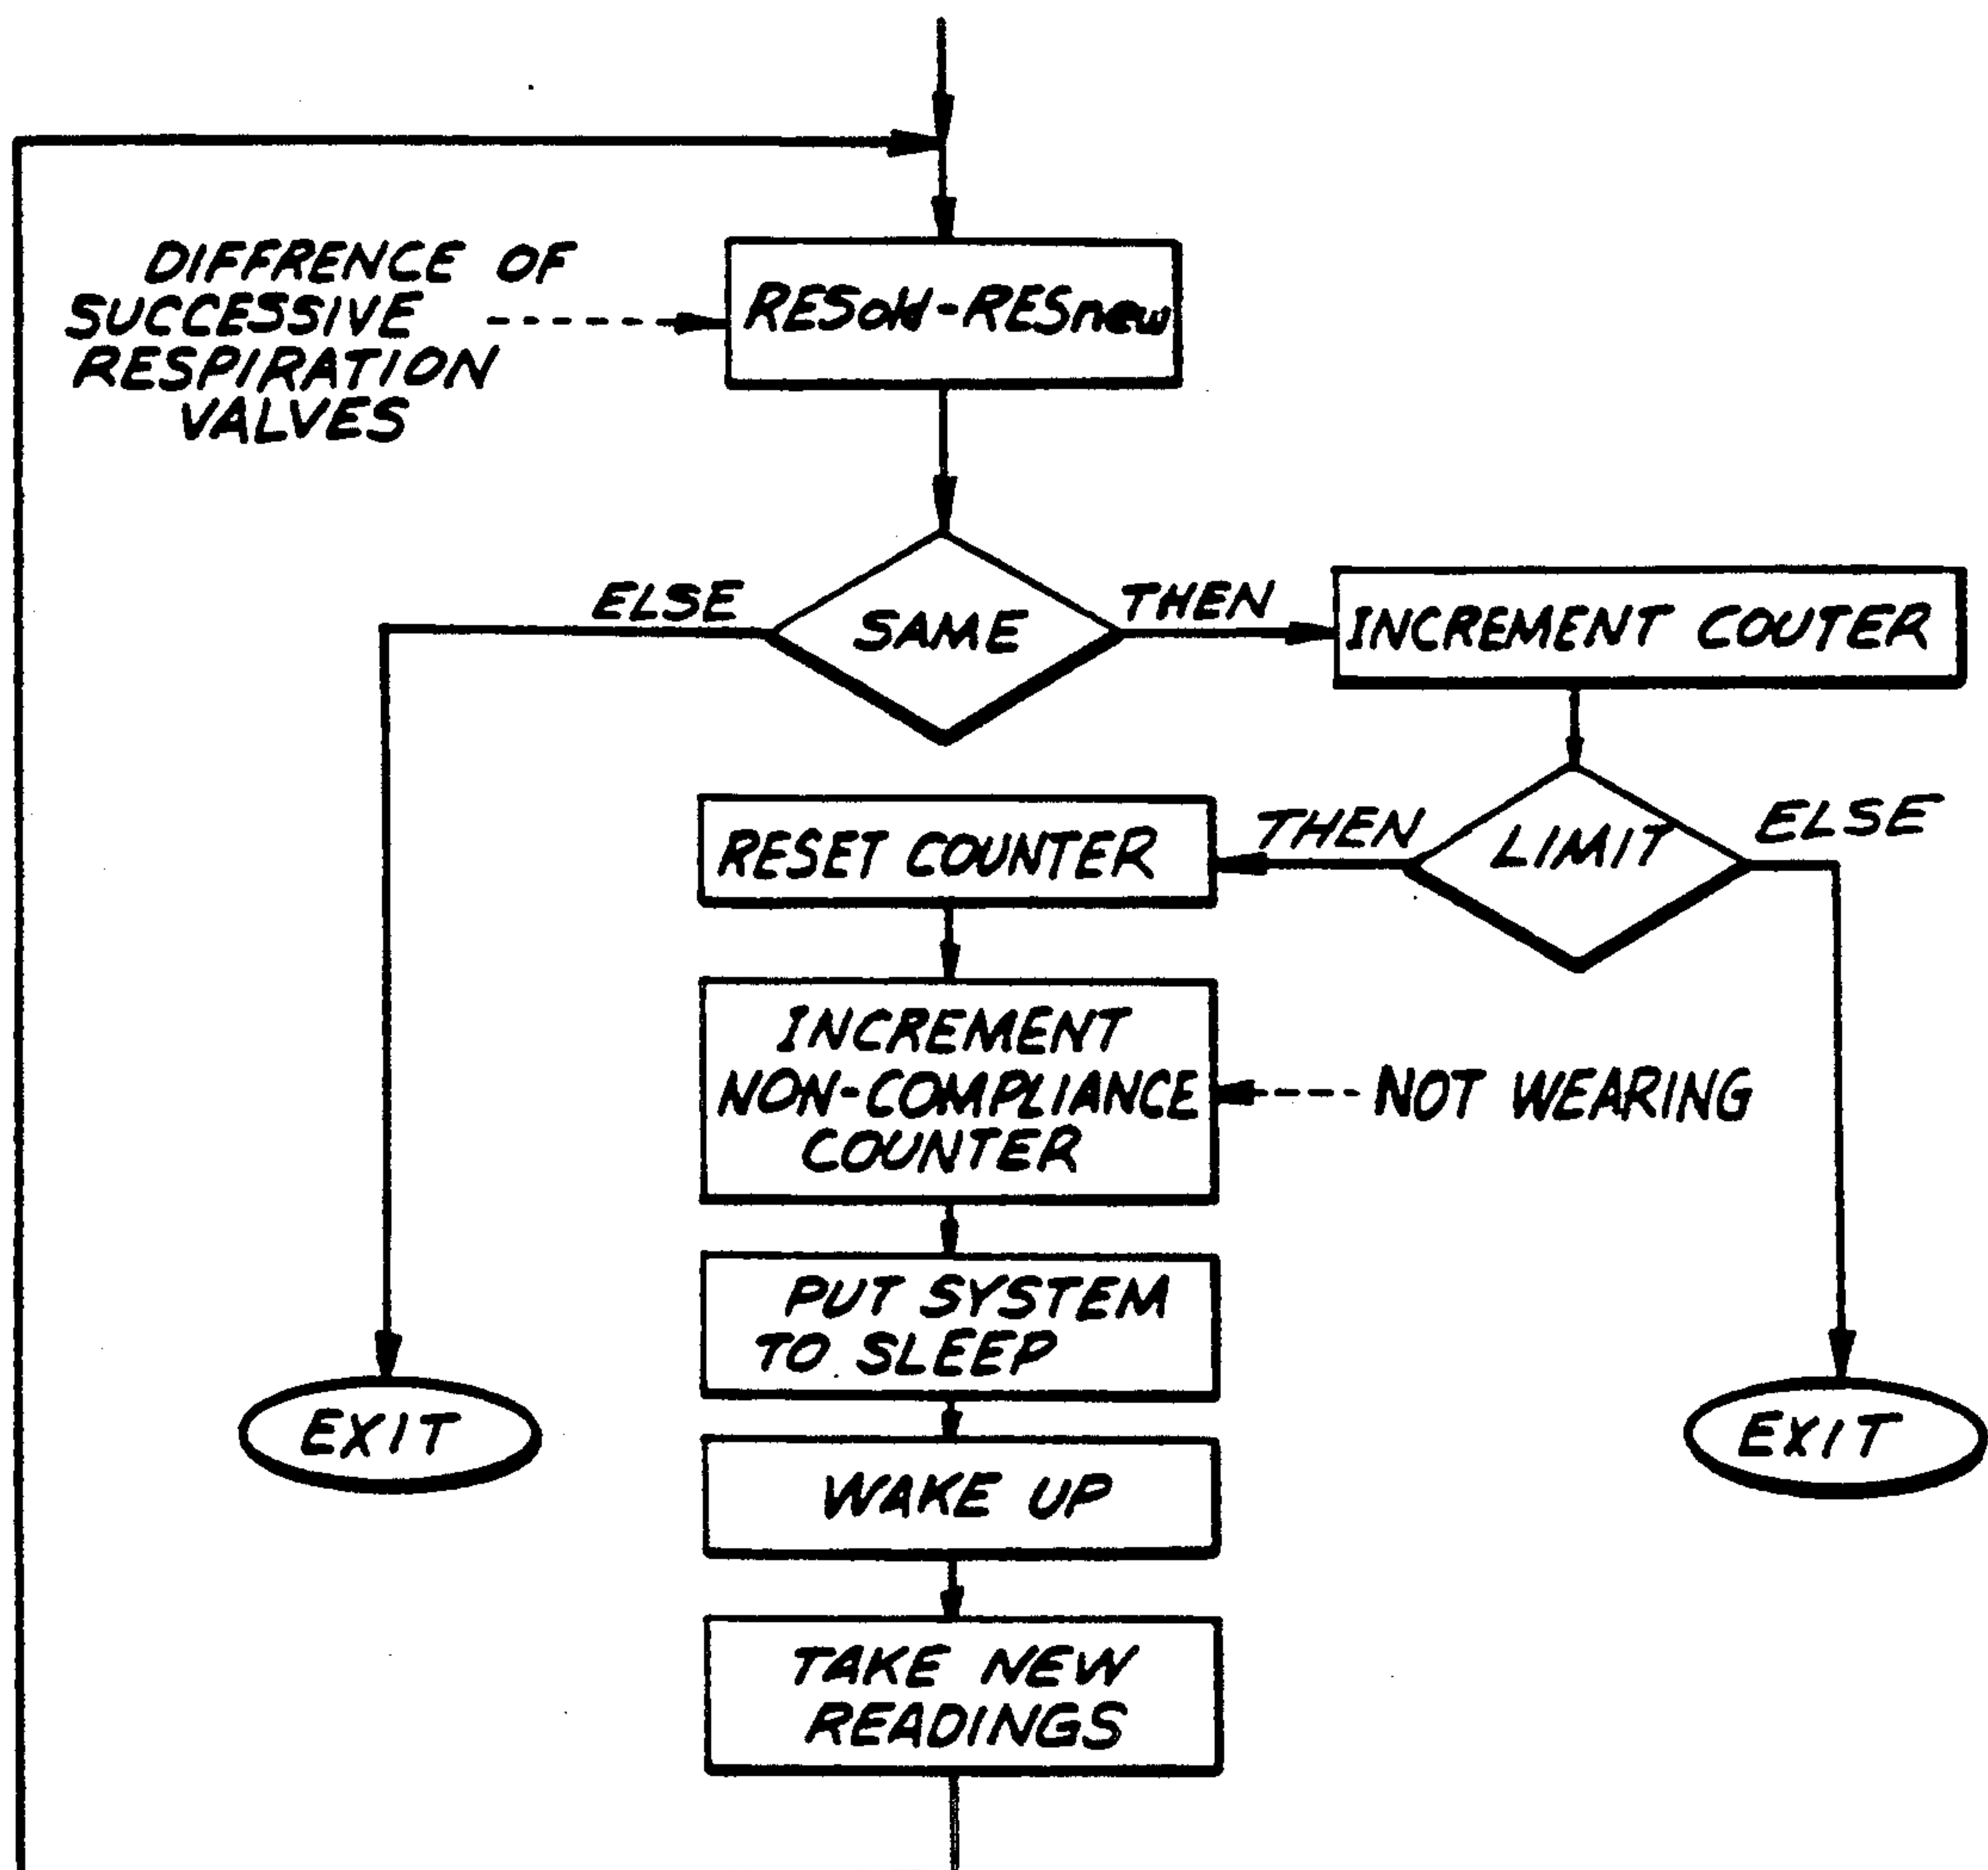 DIFFRENCE OF
SUCCESSIVE
RESPIRATION
VALVES
RESold-RESnew
ELSE
SAME
THEN
INCREMENT COUTER
RESET COUNTER
THEN
LIMIT
ELSE
INCREMENT
NON-COMPLIANCE
COUNTER
NOT WEARING
PUT SYSTEM
TO SLEEP
EXIT
WAKE UP
EXIT
TAKE NEW
READINGS